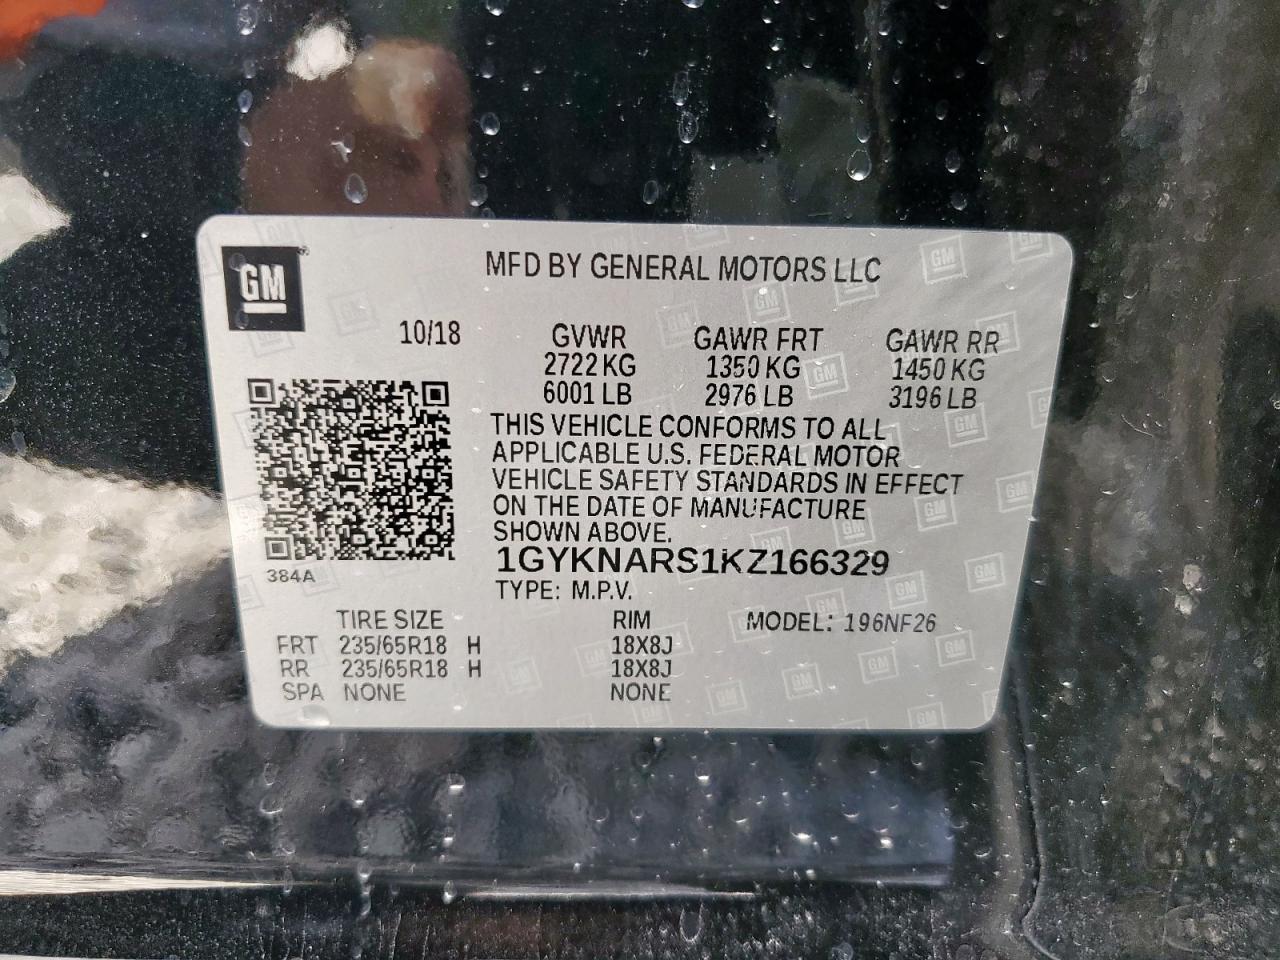 GM
MFD BY GENERAL MOTORS LLC
10/18 GVWR GAWR FRT GAWR RR
2722 KG 1350 KG 1450 KG
6001 LB 2976 LB 3196 LB
THIS VEHICLE CONFORMS TO ALL
APPLICABLE U.S. FEDERAL MOTOR
VEHICLE SAFETY STANDARDS IN EFFECT
ON THE DATE OF MANUFACTURE
SHOWN ABOVE.
384A
1GYKNARS1KZ166329
TYPE: M.P.V.
TIRE SIZE RIM MODEL: 196NF26
FRT 235/65R18 H 18X8J
RR 235/65R18 H 18X8J
SPA NONE NONE